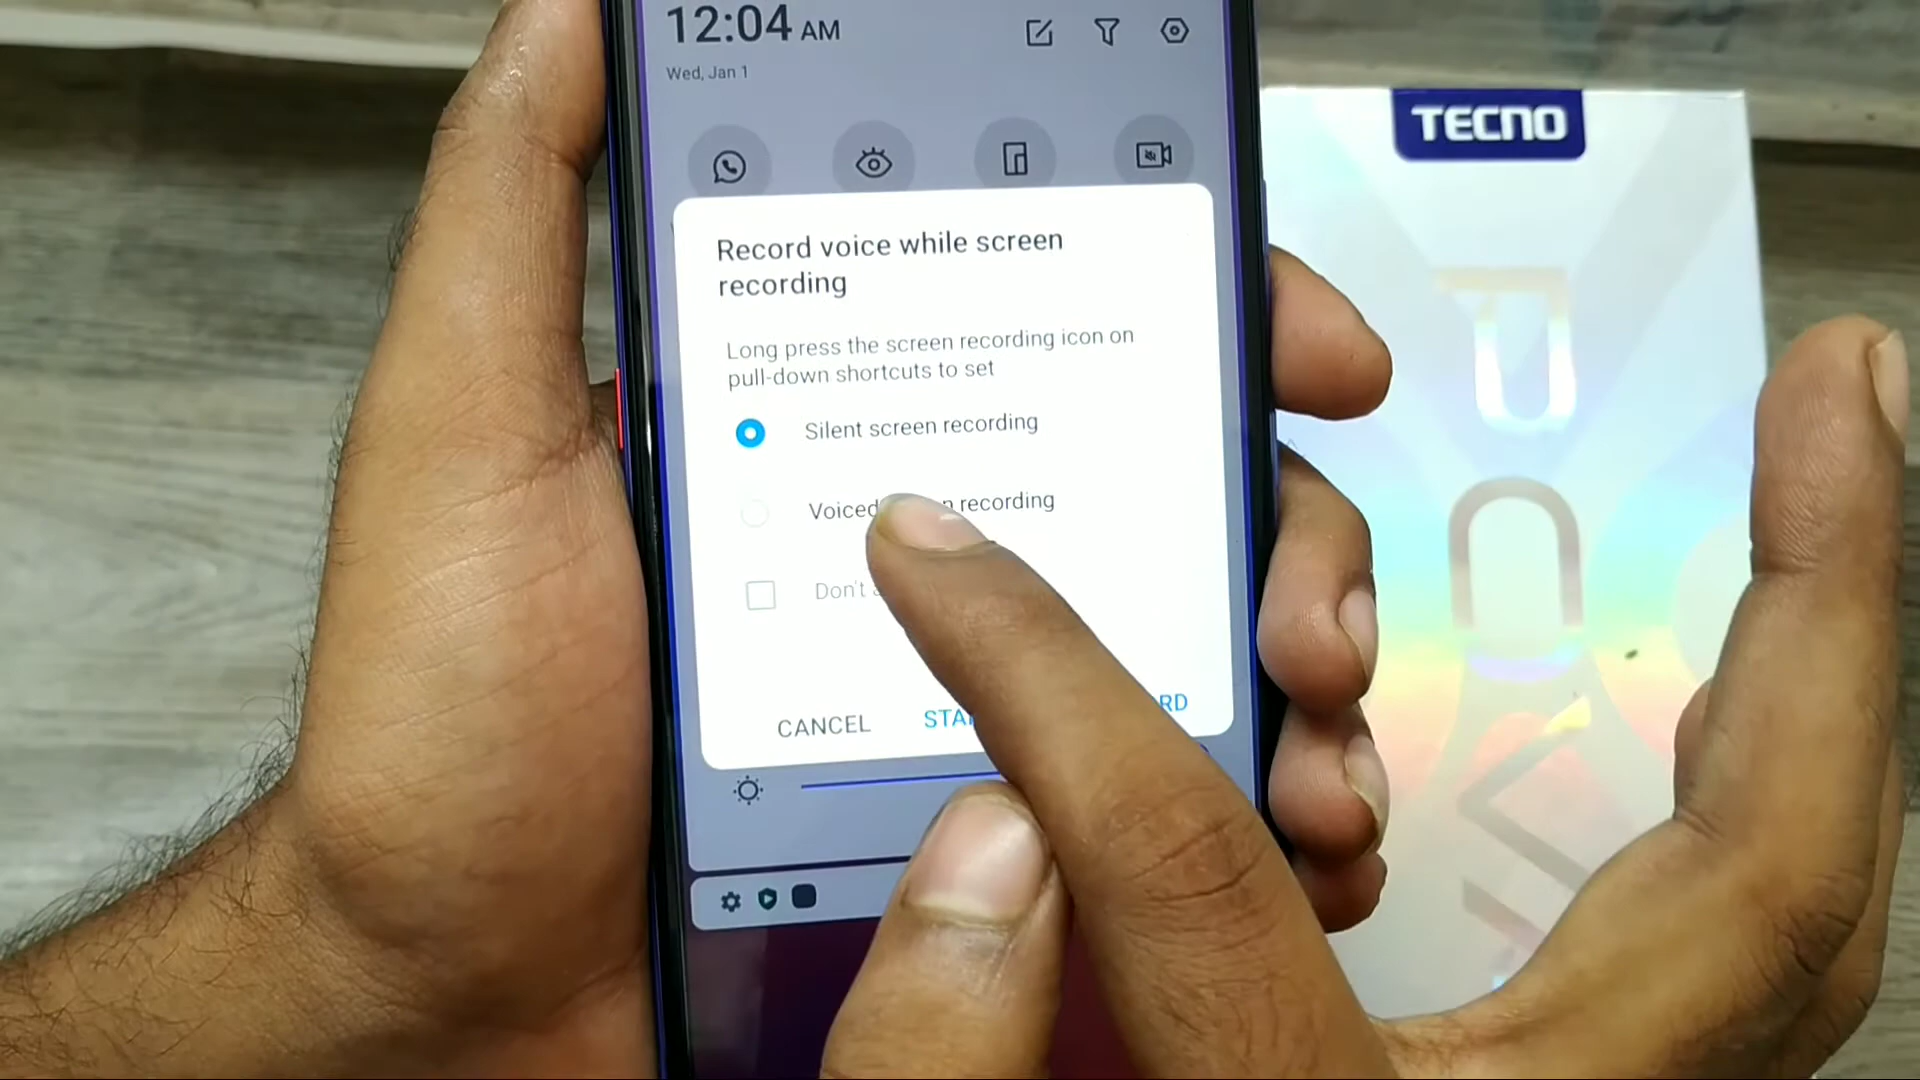 12:04 AM
Wed, Jan 1
TECNO
Record voice while screen
recording
Long press the screen recording icon on
pull-down shortcuts to set
Silent screen recording
Voiced recording
Don't
CANCEL
POUV